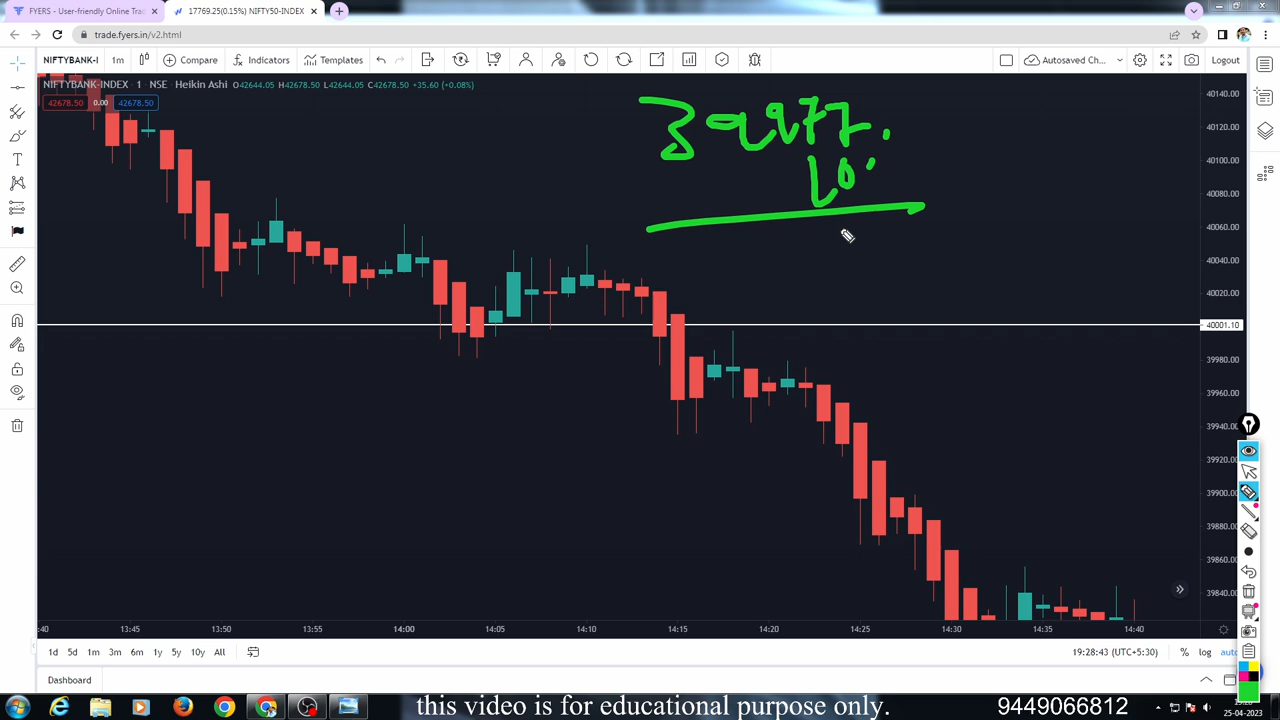 FYERS - User-friendly Online Trac
17769.25(0.15%) NIFTY50-INDEX
trade.fyers.in/v2.html
NIFTYBANK-I 1m Compare Indicators Templates Autosaved Ch... Logout
NIFTYBANK-INDEX · 1 · NSE Heikin Ashi O42644.05 H42678.50 L42644.05 C42678.50 +35.60 (+0.08%)
42678.50 0.00 42678.50
39977.
10.
40140.00
40120.00
40100.00
40080.00
40060.00
40040.00
40020.00
40001.10
39980.00
39960.00
39940.00
39920.00
39900.00
39880.00
39860.00
39840.00
:40 13:45 13:50 13:55 14:00 14:05 14:10 14:15 14:20 14:25 14:30 14:35 14:40
1d 5d 1m 3m 6m 1y 5y 10y All 19:28:43 (UTC+5:30) % log auto
Dashboard
this video is for educational purpose only. 9449066812
25-04-2023